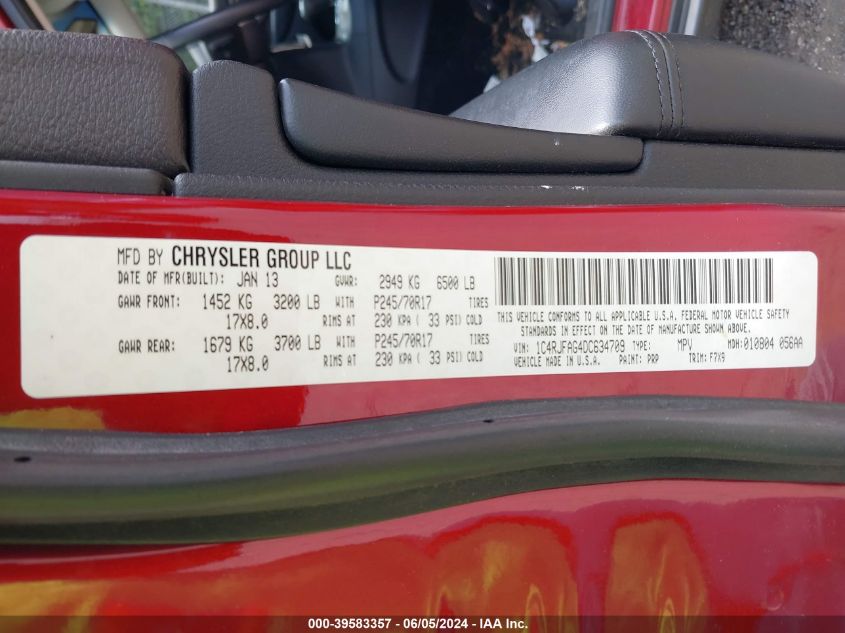 MFD BY CHRYSLER GROUP LLC
DATE OF MFR(BUILT): JAN 13 GVWR: 2949 KG 6500 LB
GAWR FRONT: 1452 KG 3200 LB WITH P245/70R17 TIRES
17X8.0 RIMS AT 230 KPA ( 33 PSI) COLD
GAWR REAR: 1679 KG 3700 LB WITH P245/70R17 TIRES
17X8.0 RIMS AT 230 KPA ( 33 PSI) COLD
THIS VEHICLE CONFORMS TO ALL APPLICABLE U.S.A. FEDERAL MOTOR VEHICLE SAFETY
STANDARDS IN EFFECT ON THE DATE OF MANUFACTURE SHOWN ABOVE.
VIN: 1C4RJFAG4DC634709 TYPE: MPV MDH: 010804 056AA
VEHICLE MADE IN U.S.A. PAINT: PRP TRIM: F7X9
000-39583357 - 06/05/2024 - IAA Inc.